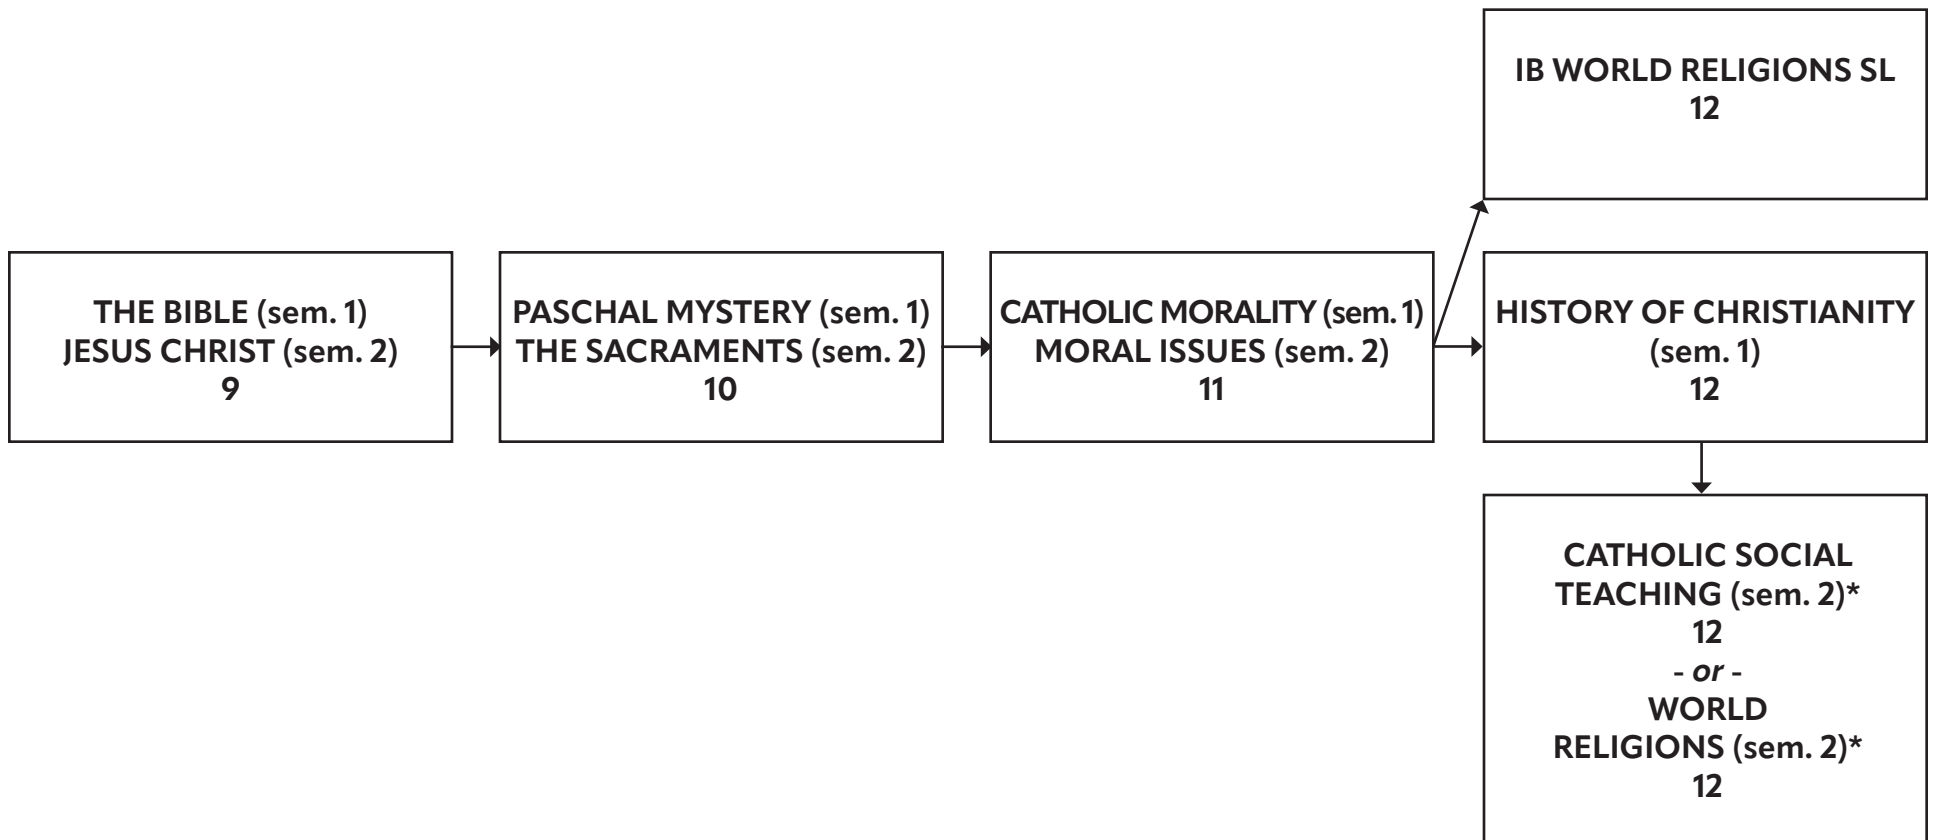 IB WORLD RELIGIONS SL
12
THE BIBLE (sem. 1)
JESUS CHRIST (sem. 2)
9
PASCHAL MYSTERY (sem. 1)
THE SACRAMENTS (sem. 2)
10
CATHOLIC MORALITY (sem. 1)
MORAL ISSUES (sem. 2)
11
HISTORY OF CHRISTIANITY
(sem. 1)
12
CATHOLIC SOCIAL
TEACHING (sem. 2)*
12
- or -
WORLD
RELIGIONS (sem. 2)*
12